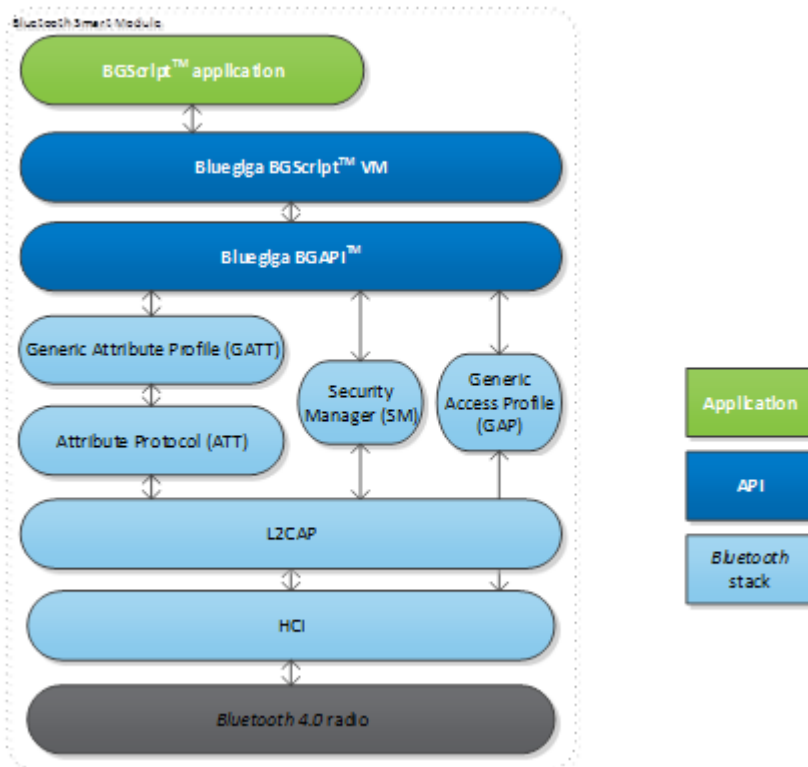 Bluetooth Smart Module
BGScript™ application
Bluegiga BGScript™ VM
Bluegiga BGAPI™
Generic Attribute Profile (GATT)
Security
Manager (SM)
Generic
Access Profile
(GAP)
Attribute Protocol (ATT)
L2CAP
HCI
Bluetooth 4.0 radio
Application
API
Bluetooth
stack